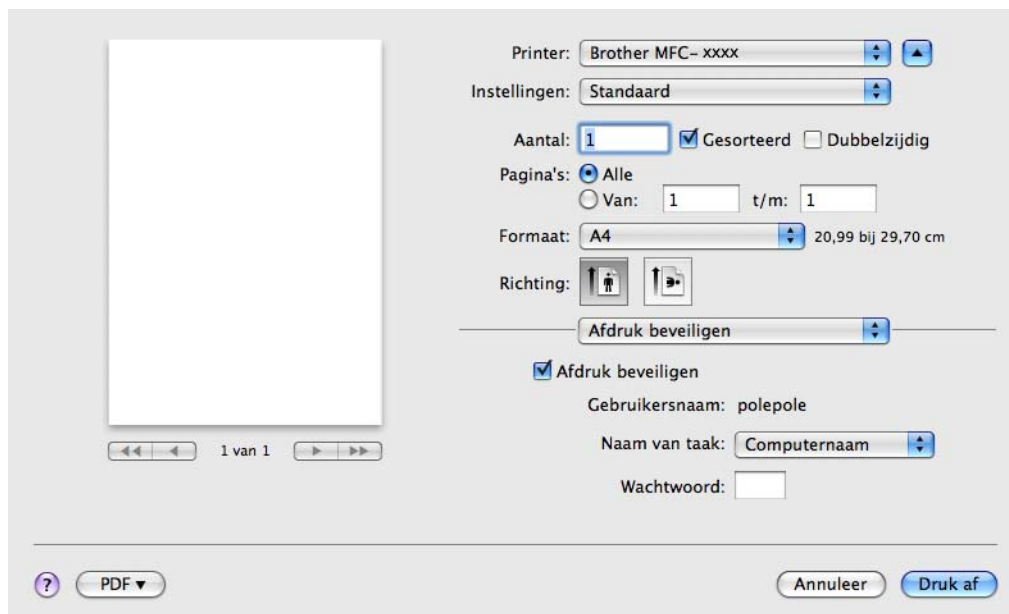 Printer: Brother MFC- xxxx
Instellingen: Standaard
Aantal: 1 Gesorteerd Dubbelzijdig
Pagina's: Alle
Van: 1 t/m: 1
Formaat: A4 20,99 bij 29,70 cm
Richting:
Afdruk beveiligen
Afdruk beveiligen
Gebruikersnaam: polepole
Naam van taak: Computernaam
Wachtwoord:
1 van 1
? PDF Annuleer Druk af